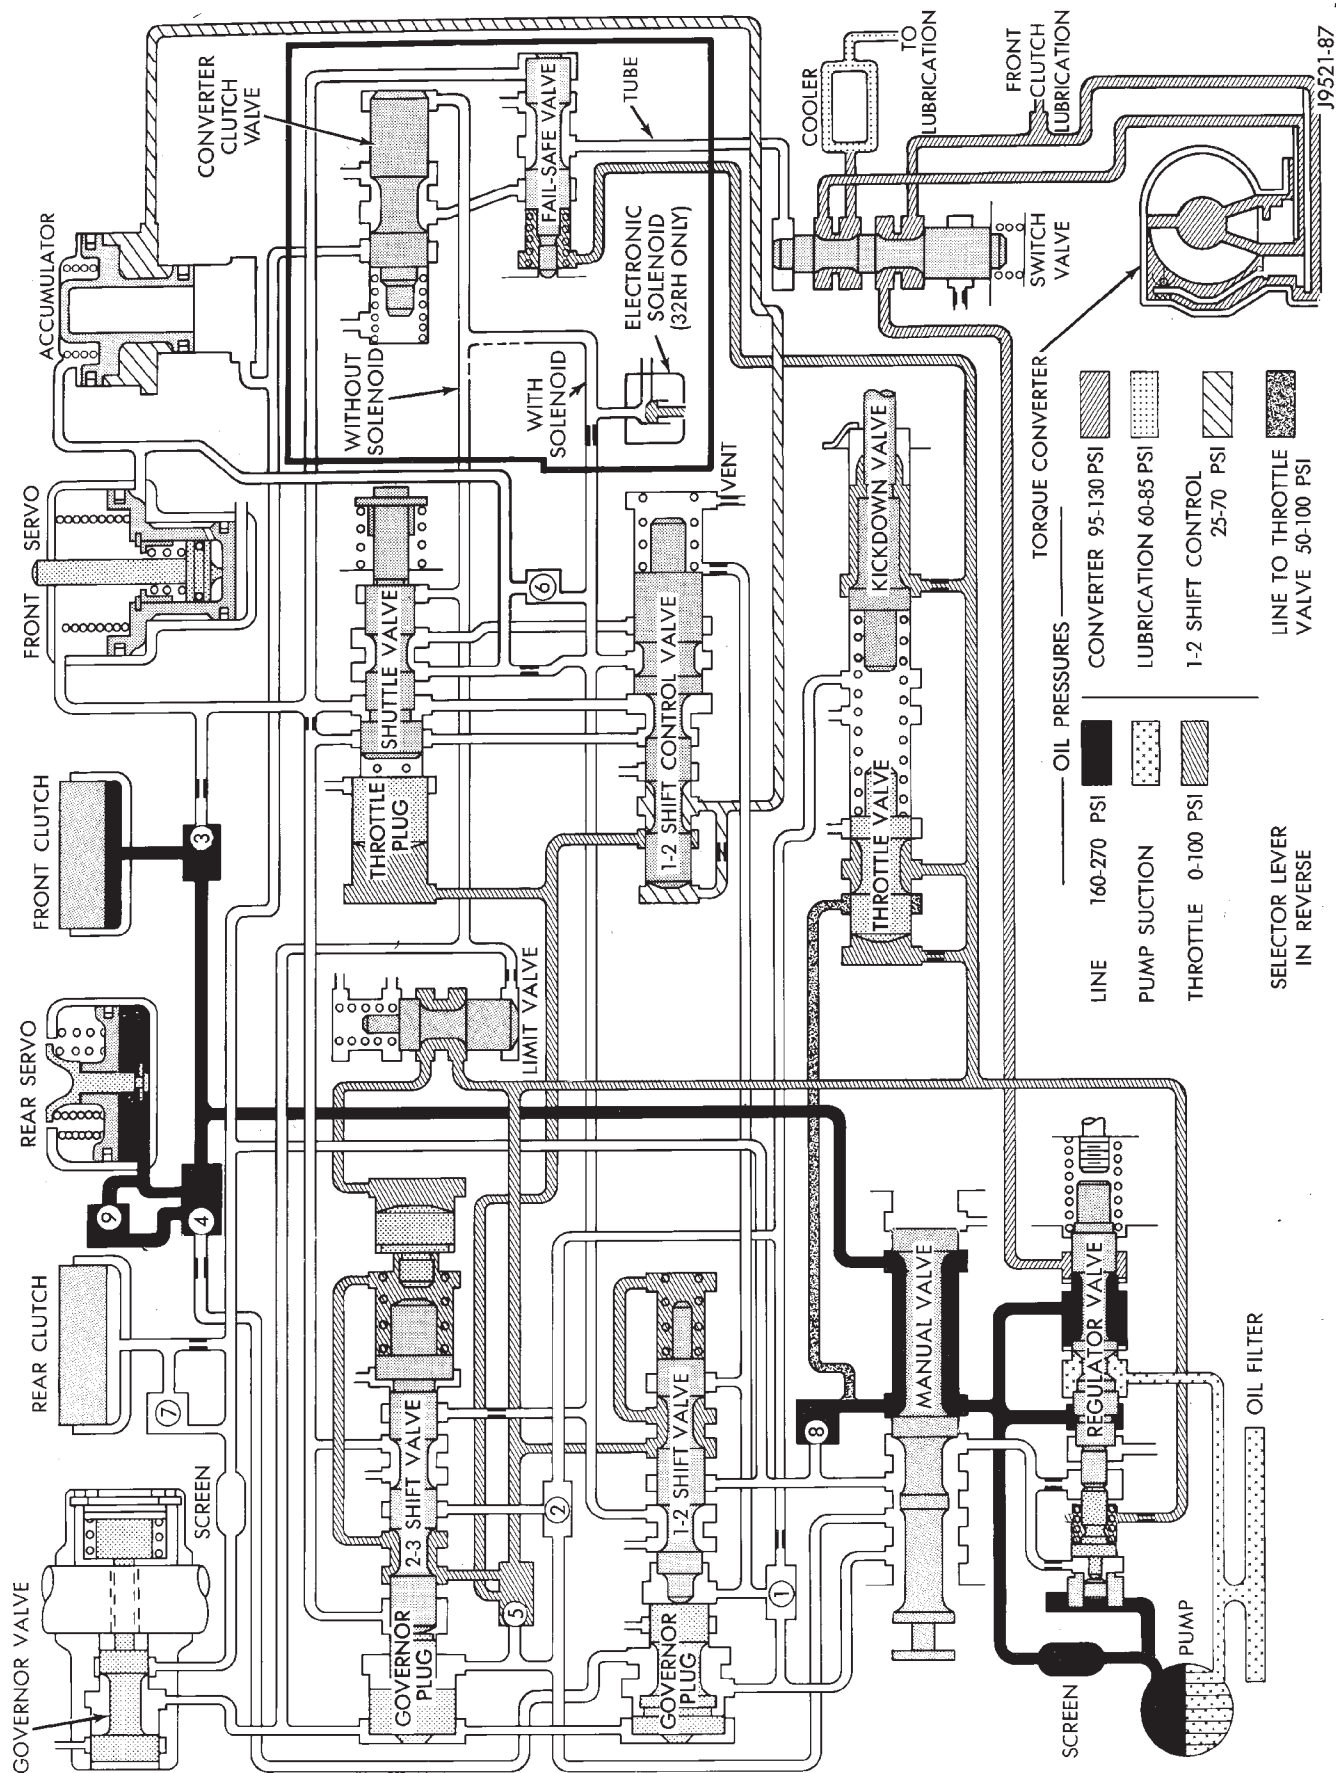 GOVERNOR VALVE
REAR CLUTCH
REAR SERVO
FRONT CLUTCH
FRONT SERVO
ACCUMULATOR
9
7
4
3
SCREEN
CONVERTER
CLUTCH
VALVE
GOVERNOR
PLUG
2-3 SHIFT VALVE
THROTTLE
PLUG
SHUTTLE VALVE
WITHOUT
SOLENOID
5
2
LIMIT VALVE
6
WITH
SOLENOID
FAIL-SAFE VALVE
TUBE
ELECTRONIC
SOLENOID
(32RH ONLY)
GOVERNOR
PLUG
1-2 SHIFT VALVE
1-2 SHIFT CONTROL VALVE
VENT
1
8
COOLER
TO
LUBRICATION
MANUAL VALVE
THROTTLE VALVE
KICKDOWN VALVE
FRONT
CLUTCH
LUBRICATION
SWITCH
VALVE
SCREEN
REGULATOR VALVE
TORQUE CONVERTER
OIL PRESSURES
LINE 160-270 PSI
CONVERTER 95-130 PSI
PUMP SUCTION
LUBRICATION 60-85 PSI
THROTTLE 0-100 PSI
1-2 SHIFT CONTROL
25-70 PSI
PUMP
OIL FILTER
SELECTOR LEVER
IN REVERSE
LINE TO THROTTLE
VALVE 50-100 PSI
J9521-87